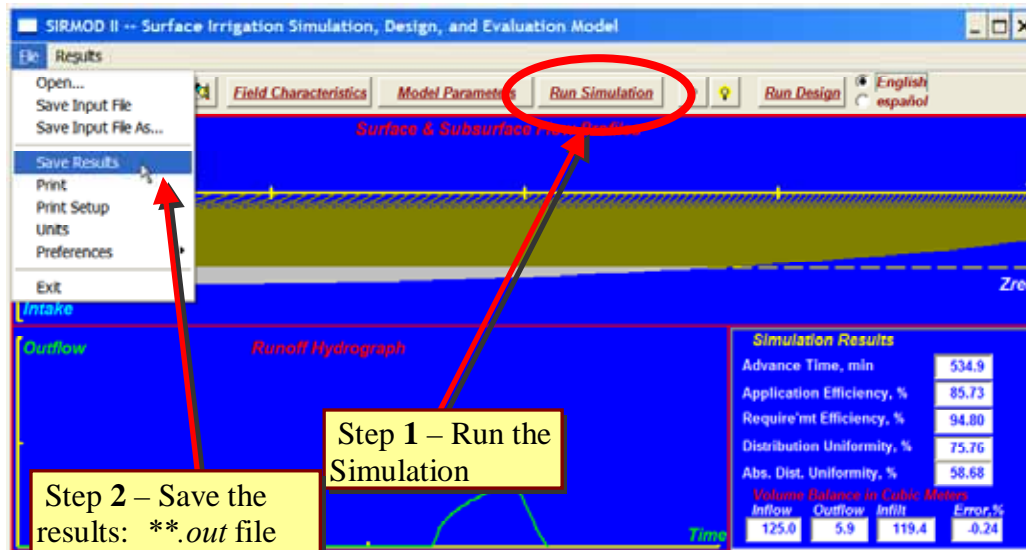 SIRMOD II -- Surface Irrigation Simulation, Design, and Evaluation Model
File Results
Field Characteristics Model Parameters Run Simulation Run Design English
español
Open...
Save Input File
Save Input File As...
Save Results
Print
Print Setup
Units
Preferences
Exit
Surface & Subsurface Flow Profiles
Zre
Intake
Outflow
Runoff Hydrograph
Time
Step 1 – Run the
Simulation
Step 2 – Save the
results: **.out file
Simulation Results
Advance Time, min 534.9
Application Efficiency, % 85.73
Require'mt Efficiency, % 94.80
Distribution Uniformity, % 75.76
Abs. Dist. Uniformity, % 58.68
Volume Balance in Cubic Meters
Inflow Outflow Infilt Error,%
125.0 5.9 119.4 -0.24